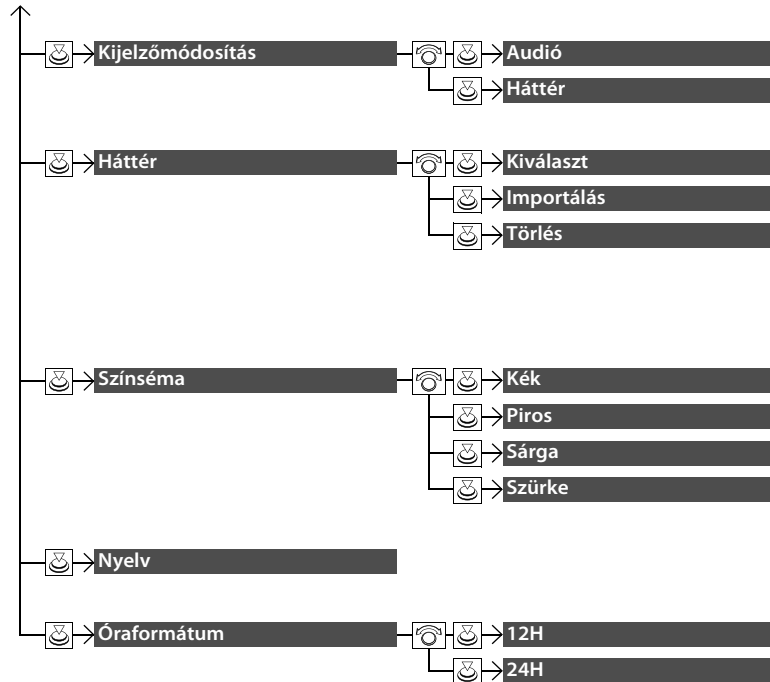 Kijelzőmódosítás
Audió
Háttér
Háttér
Kiválaszt
Importálás
Törlés
Színséma
Kék
Piros
Sárga
Szürke
Nyelv
Óraformátum
12H
24H